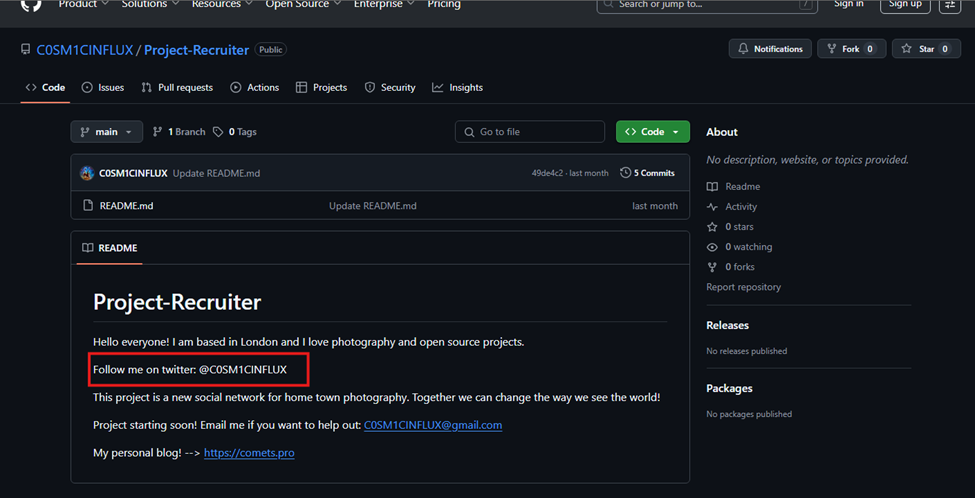 Product Solutions Resources Open Source Enterprise Pricing Search or jump to... / Sign in Sign up
C0SM1CINFLUX / Project-Recruiter Public Notifications Fork 0 Star 0
Code Issues Pull requests Actions Projects Security Insights
main 1 Branch 0 Tags Go to file Code
C0SM1CINFLUX Update README.md 49de4c2 · last month 5 Commits
README.md Update README.md last month
README
Project-Recruiter
Hello everyone! I am based in London and I love photography and open source projects.
Follow me on twitter: @C0SM1CINFLUX
This project is a new social network for home town photography. Together we can change the way we see the world!
Project starting soon! Email me if you want to help out: C0SM1CINFLUX@gmail.com
My personal blog! --> https://comets.pro
About
No description, website, or topics provided.
Readme
Activity
0 stars
0 watching
0 forks
Report repository
Releases
No releases published
Packages
No packages published